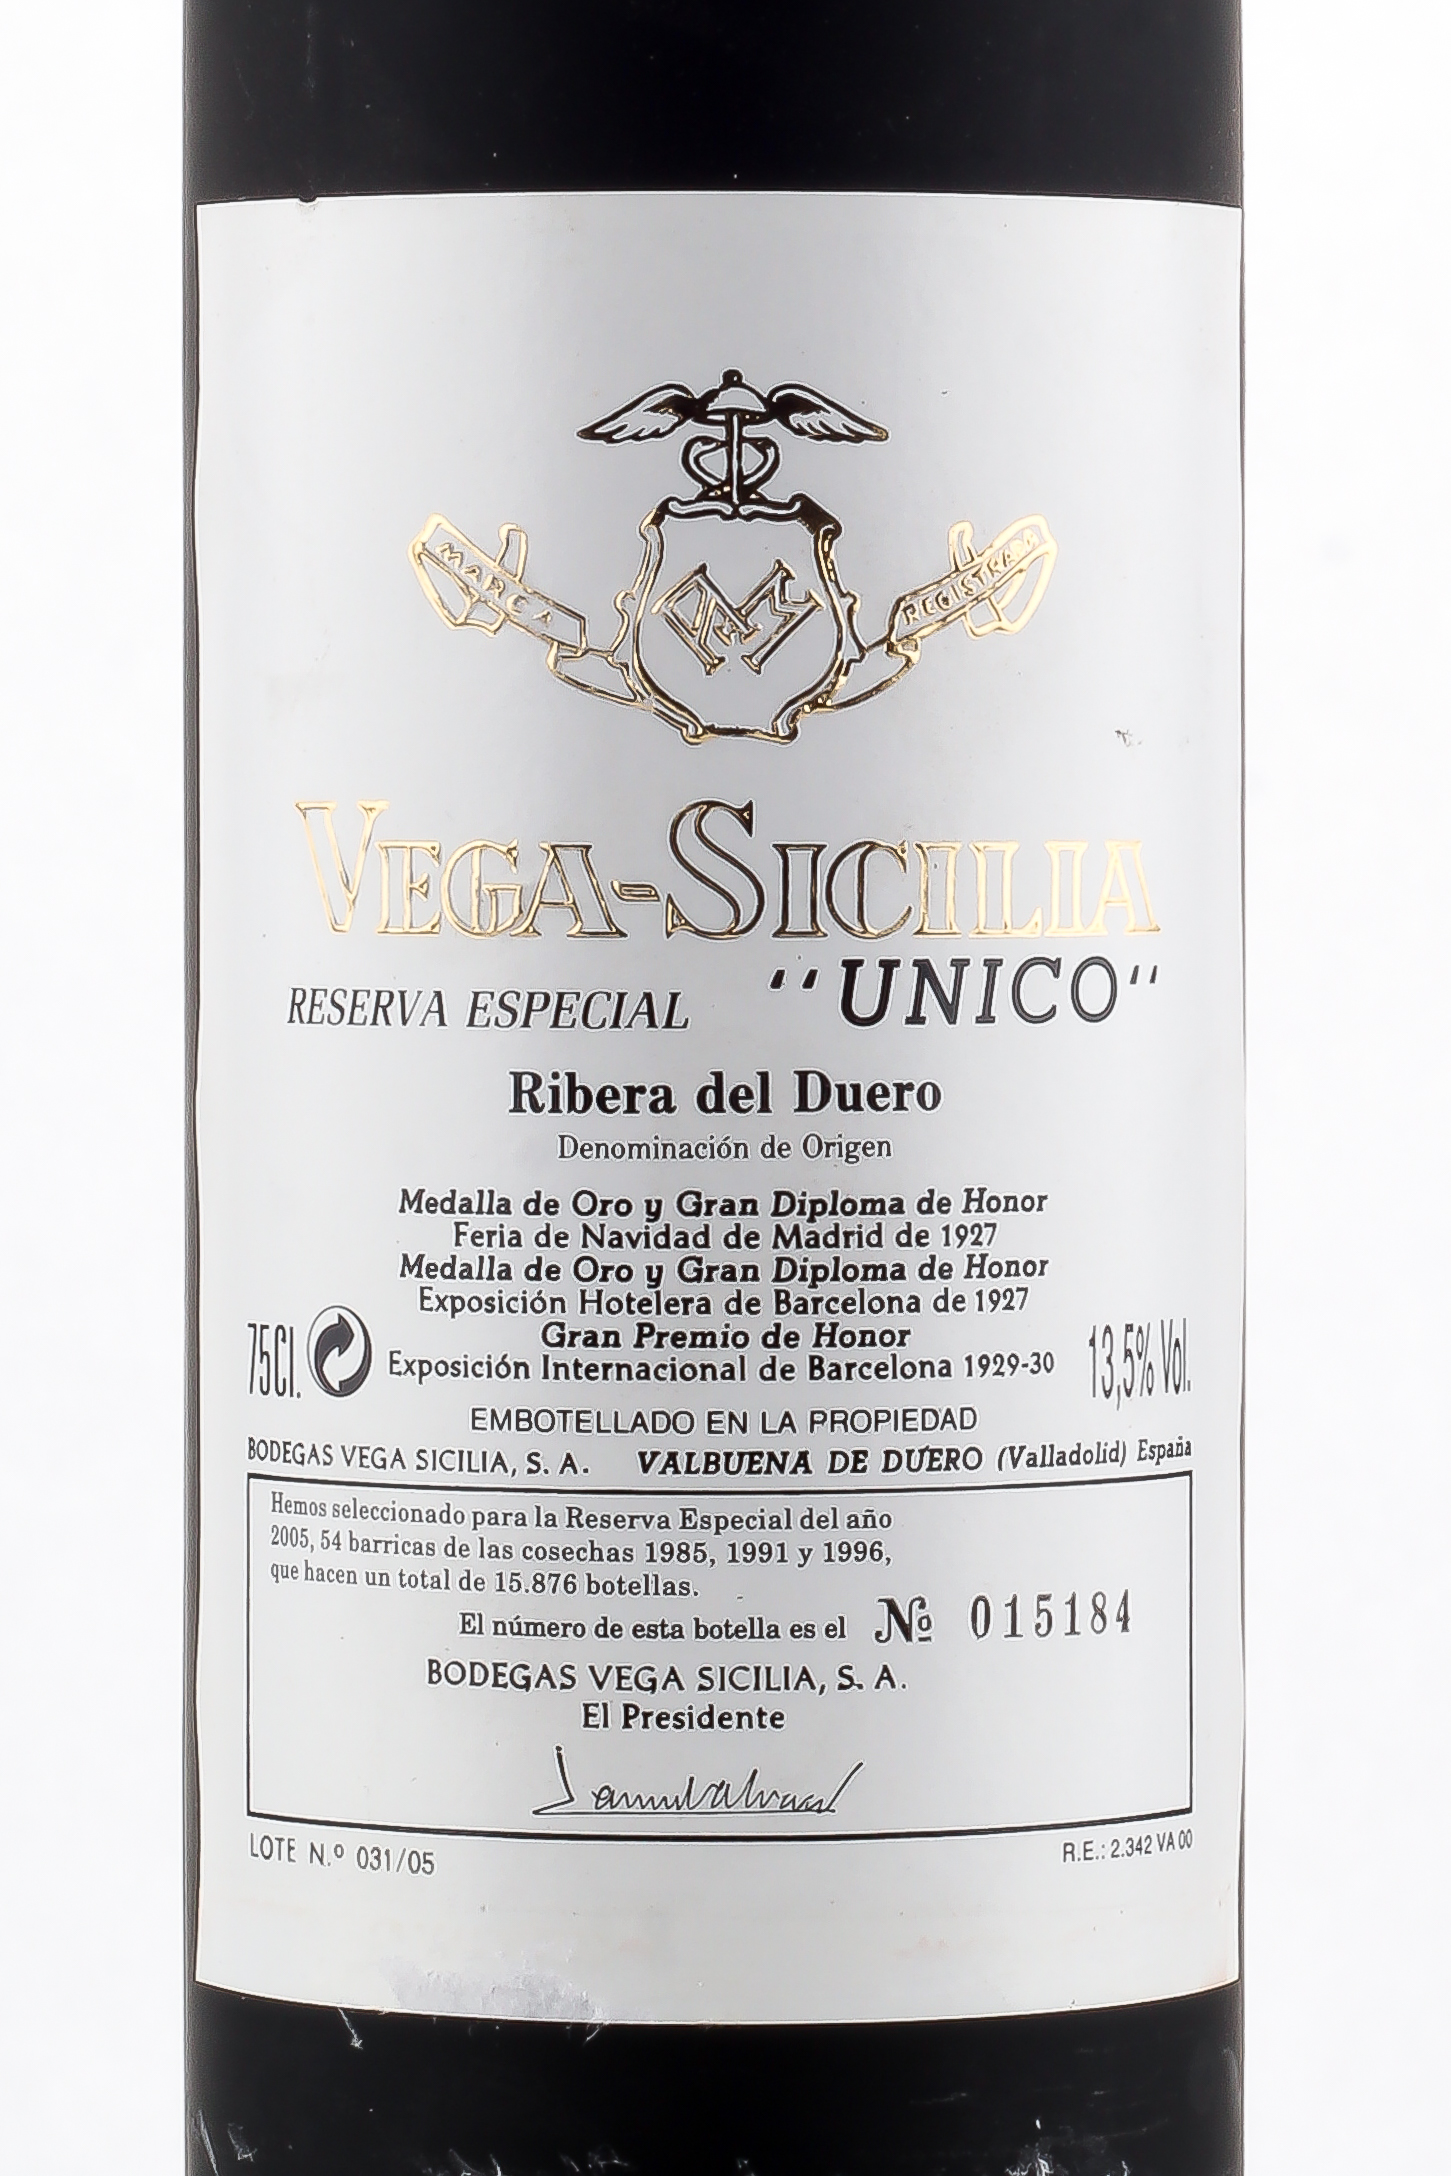 MARCA
REGISTRADA
VEGA-SICILIA
RESERVA ESPECIAL "UNICO"
Ribera del Duero
Denominación de Origen
Medalla de Oro y Gran Diploma de Honor
Feria de Navidad de Madrid de 1927
Medalla de Oro y Gran Diploma de Honor
Exposición Hotelera de Barcelona de 1927
Gran Premio de Honor
75Cl. Exposición Internacional de Barcelona 1929-30 13,5% Vol.
EMBOTELLADO EN LA PROPIEDAD
BODEGAS VEGA SICILIA, S. A. VALBUENA DE DUERO (Valladolid) España
Hemos seleccionado para la Reserva Especial del año
2005, 54 barricas de las cosechas 1985, 1991 y 1996,
que hacen un total de 15.876 botellas.
El número de esta botella es el Nº 015184
BODEGAS VEGA SICILIA, S. A.
El Presidente
LOTE N.º 031/05 R.E.: 2.342 VA 00